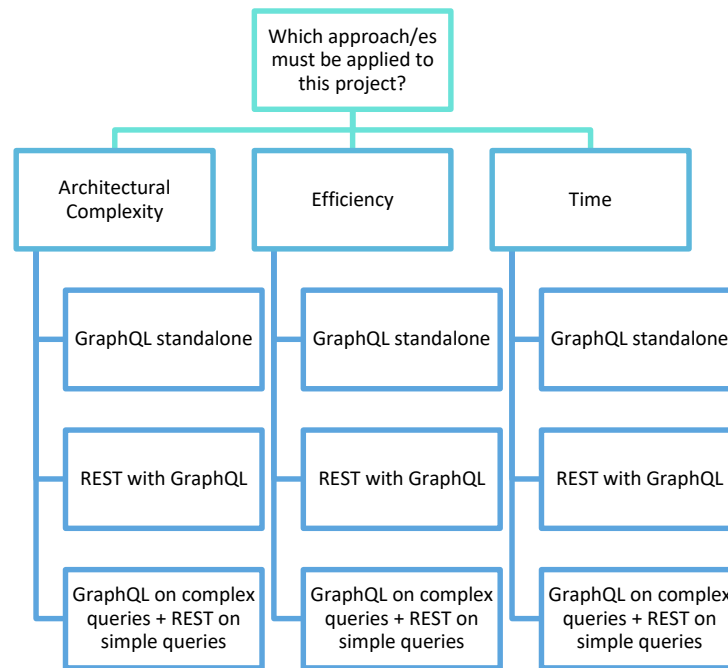 Which approach/es
must be applied to
this project?
Architectural
Complexity
Efficiency
Time
GraphQL standalone
GraphQL standalone
GraphQL standalone
REST with GraphQL
REST with GraphQL
REST with GraphQL
GraphQL on complex
queries + REST on
simple queries
GraphQL on complex
queries + REST on
simple queries
GraphQL on complex
queries + REST on
simple queries